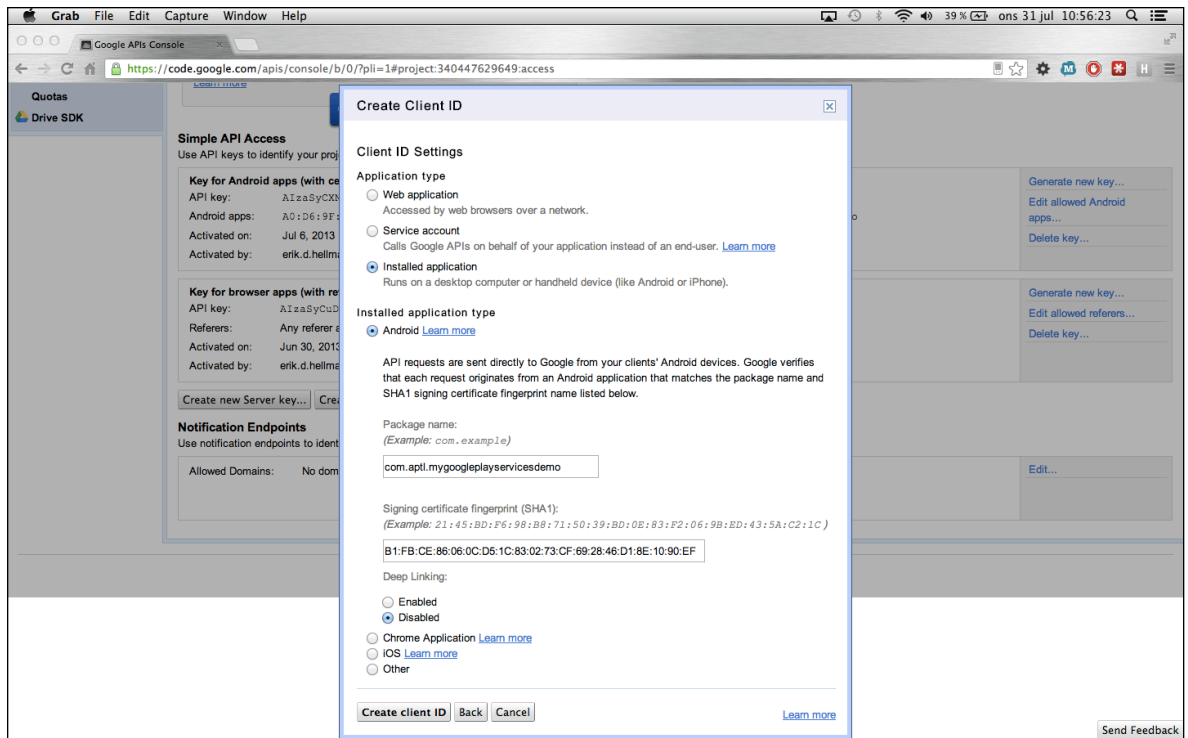 Grab File Edit Capture Window Help 39% ons 31 jul 10:56:23
Google APIs Console
https://code.google.com/apis/console/b/0/?pli=1#project:340447629649:access
Quotas
Drive SDK
Learn more
Simple API Access
Use API keys to identify your
Key for Android apps (with
API key:
Android apps: A0:D6:9F:
Activated on: Jul 6, 2013
Activated by:
Generate new key...
Edit allowed Android
apps...
Delete key...
Key for browser apps (with
API key:
Referers: Any referer
Activated on: Jun 30, 2013
Activated by:
Generate new key...
Edit allowed referers...
Delete key...
Create new Server key...
Notification Endpoints
Use notification endpoints to
Allowed Domains: No
Edit...
Create Client ID
Client ID Settings
Application type
Web application
Accessed by web browsers over a network.
Service account
Calls Google APIs on behalf of your application instead of an end-user. Learn more
Installed application
Runs on a desktop computer or handheld device (like Android or iPhone).
Installed application type
Android Learn more
API requests are sent directly to Google from your clients' Android devices. Google verifies
that each request originates from an Android application that matches the package name and
SHA1 signing certificate fingerprint name listed below.
Package name:
(Example: com.example)
com.aptl.mygoogleplayservicesdemo
Signing certificate fingerprint (SHA1):
(Example: 21:45:BD:F6:98:B8:71:50:39:BD:0E:83:F2:06:9B:ED:43:5A:C2:1C)
B1:FB:CE:86:06:0C:D5:1C:83:02:73:CF:69:28:46:D1:8E:10:90:EF
Deep Linking:
Enabled
Disabled
Chrome Application Learn more
iOS Learn more
Other
Create client ID Back Cancel Learn more
Send Feedback